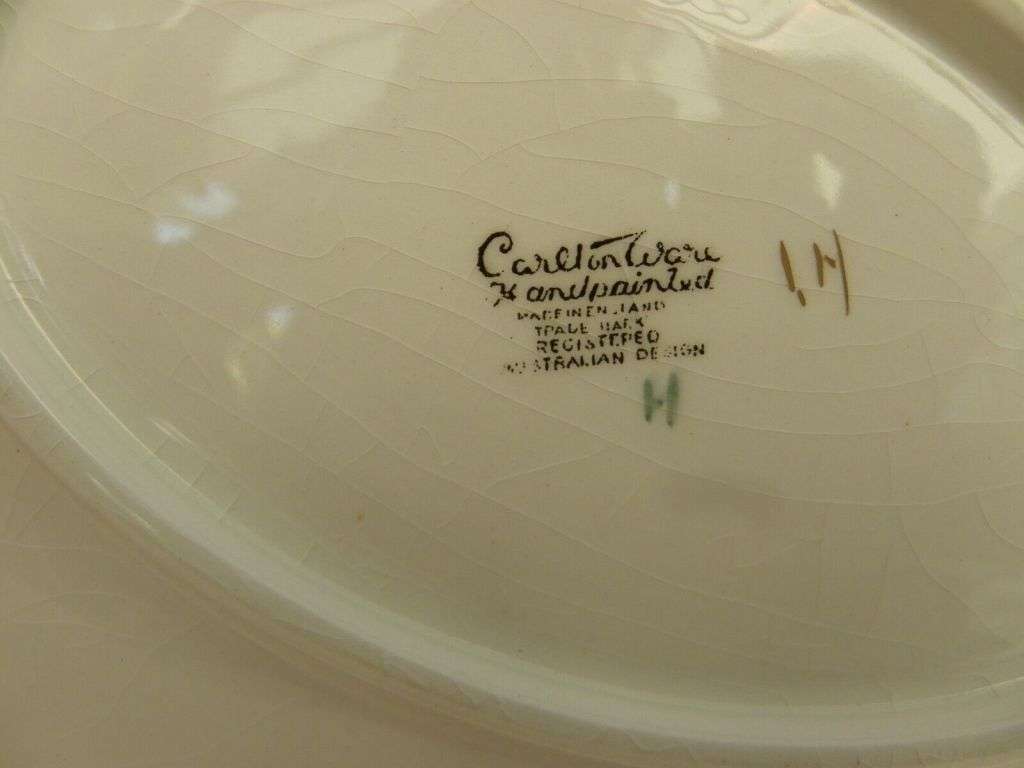 Carlton Ware
Handpainted
MADE IN ENGLAND
TRADE MARK
REGISTERED
AUSTRALIAN DESIGN
H